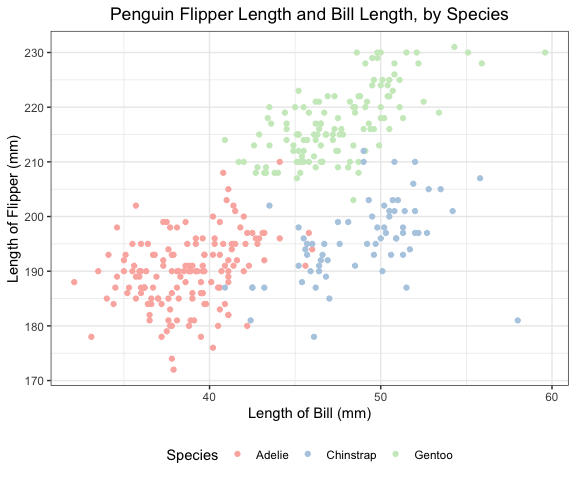 Penguin Flipper Length and Bill Length, by Species
Length of Flipper (mm)
230
220
210
200
190
180
170
40 50 60
Length of Bill (mm)
Species Adelie Chinstrap Gentoo